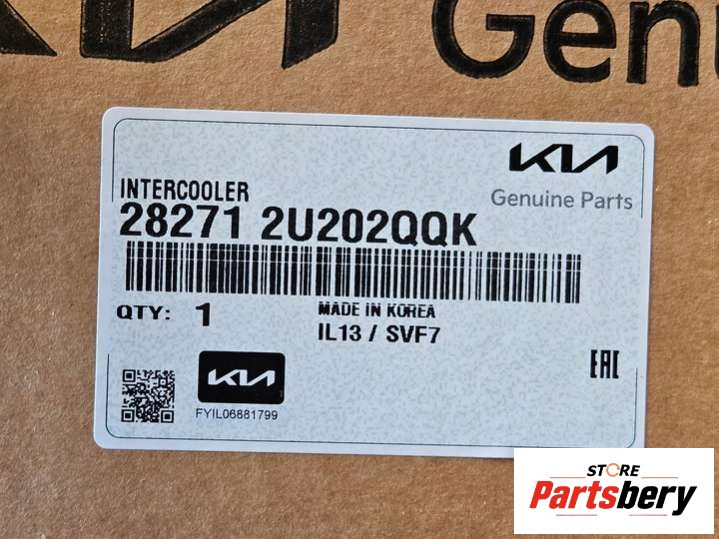 KIA Genu
INTERCOOLER
28271 2U202QQK
KIA
Genuine Parts
QTY: 1
MADE IN KOREA
IL13 / SVF7
EAC
KIA
FYIL06881799
STORE
Partsbery